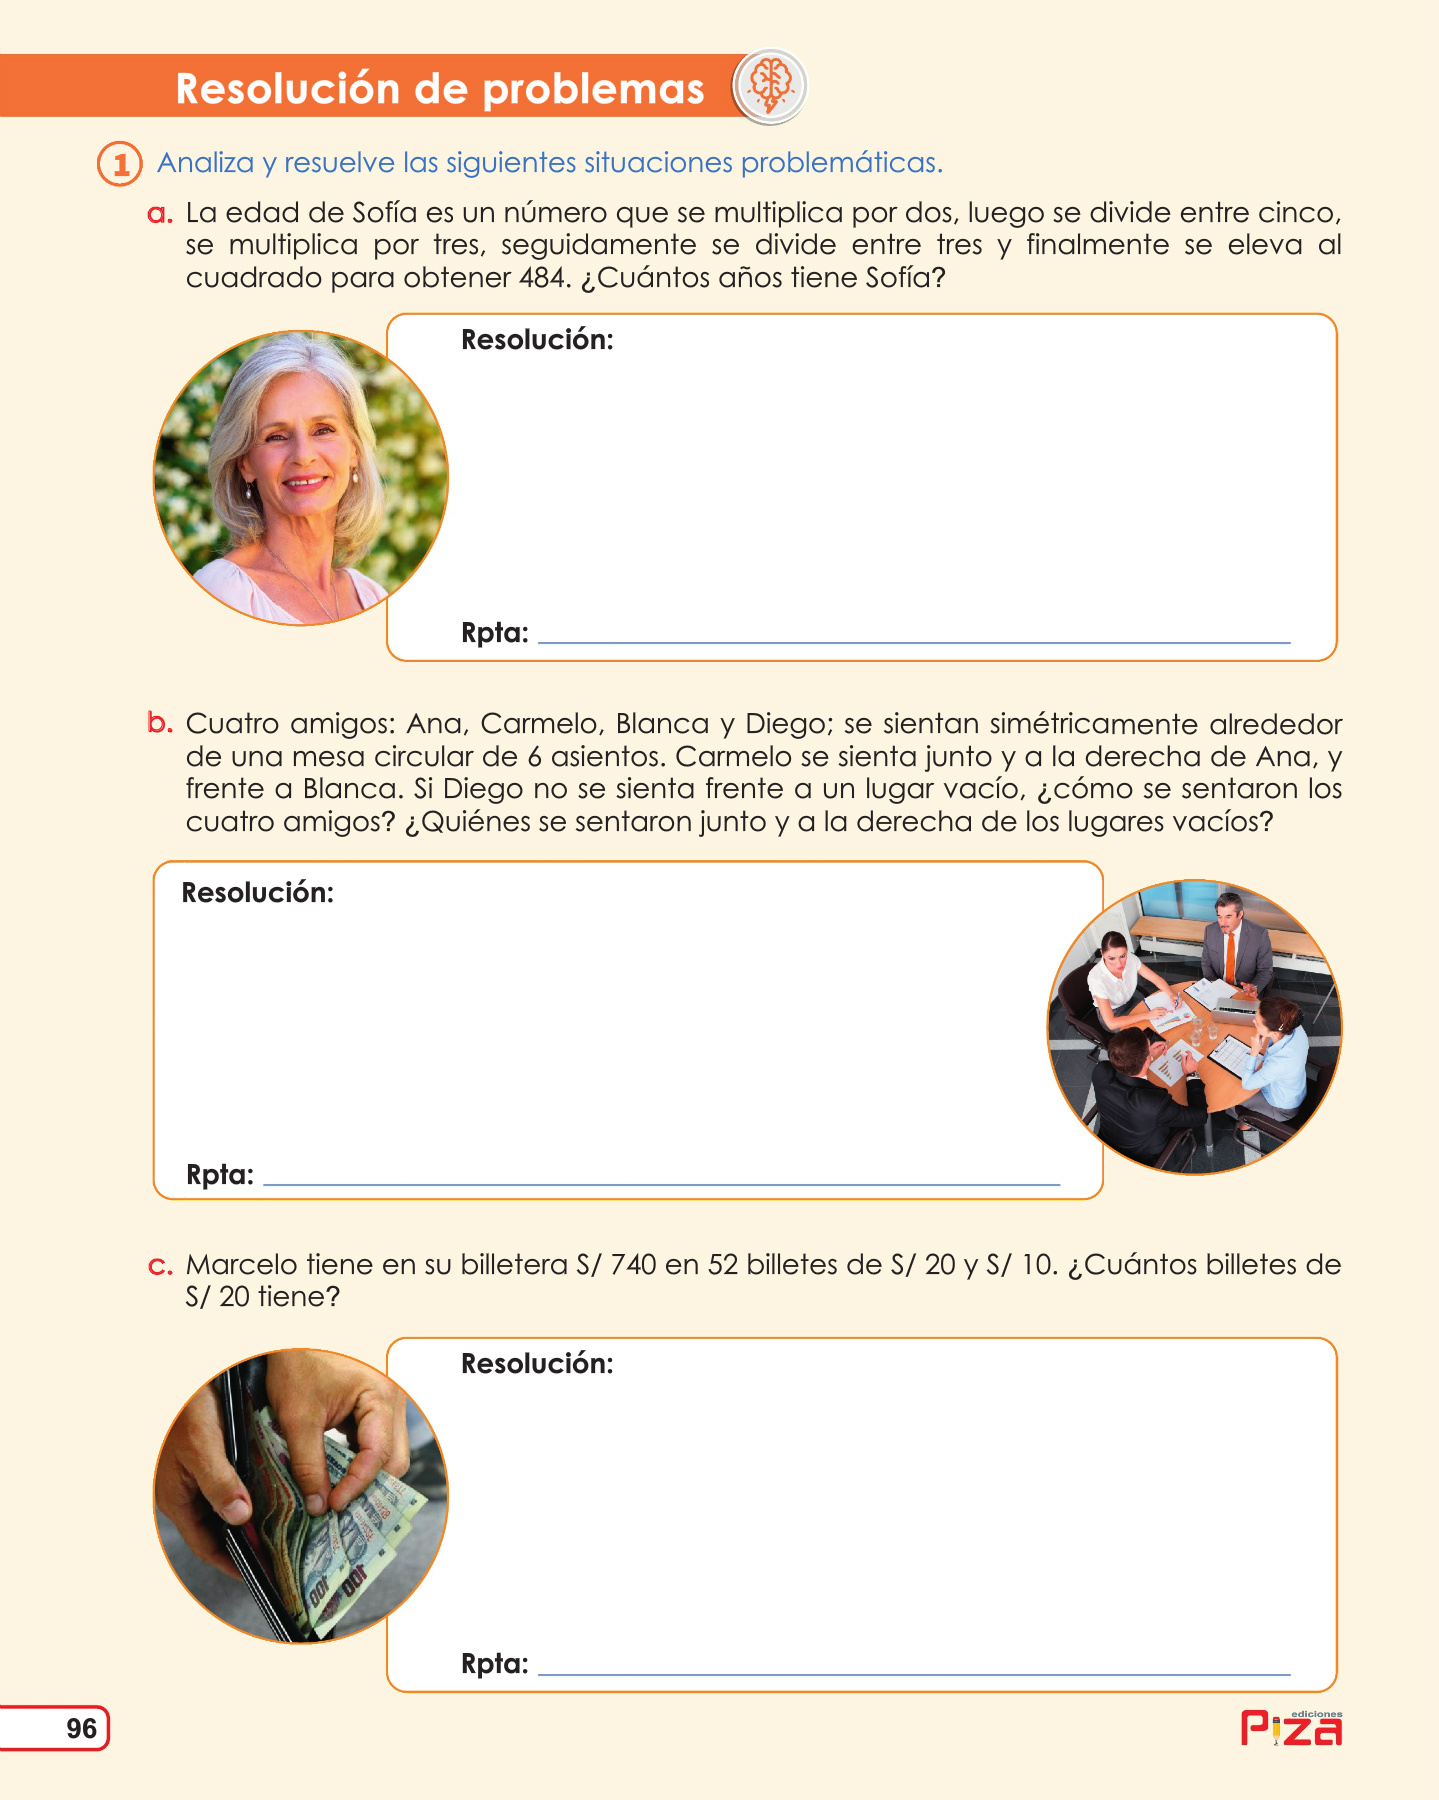 Resolución de problemas
1 Analiza y resuelve las siguientes situaciones problemáticas.
a. La edad de Sofía es un número que se multiplica por dos, luego se divide entre cinco,
se multiplica por tres, seguidamente se divide entre tres y finalmente se eleva al
cuadrado para obtener 484. ¿Cuántos años tiene Sofía?
Resolución:
Rpta:
b. Cuatro amigos: Ana, Carmelo, Blanca y Diego; se sientan simétricamente alrededor
de una mesa circular de 6 asientos. Carmelo se sienta junto y a la derecha de Ana, y
frente a Blanca. Si Diego no se sienta frente a un lugar vacío, ¿cómo se sentaron los
cuatro amigos? ¿Quiénes se sentaron junto y a la derecha de los lugares vacíos?
Resolución:
Rpta:
c. Marcelo tiene en su billetera S/ 740 en 52 billetes de S/ 20 y S/ 10. ¿Cuántos billetes de
S/ 20 tiene?
Resolución:
100
100
Rpta:
96
ediciones
Piza